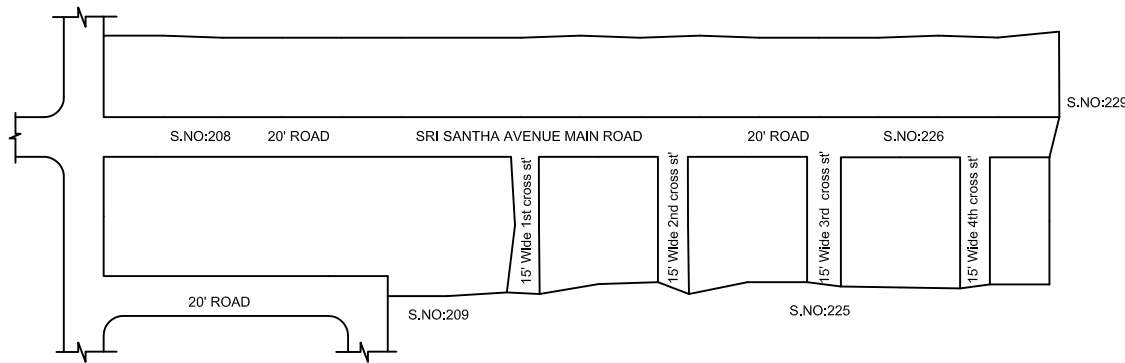 S.NO:229
S.NO:208 20' ROAD SRI SANTHA AVENUE MAIN ROAD 20' ROAD S.NO:226
15' Wide 1st cross st'
15' Wide 2nd cross st'
15' Wide 3rd cross st'
15' Wide 4th cross st'
20' ROAD
S.NO:209
S.NO:225